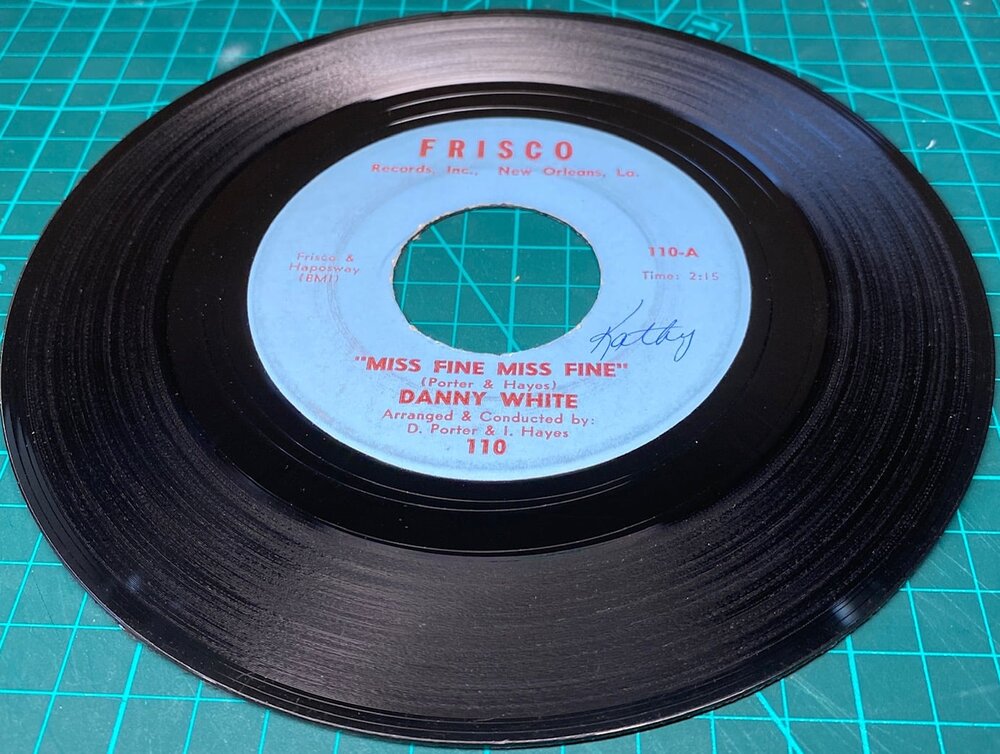 FRISCO
Records, Inc., New Orleans, La.
Frisco &
Haposway
(BMI)
110-A
Time: 2:15
Kathy
"MISS FINE MISS FINE"
(Porter & Hayes)
DANNY WHITE
Arranged & Conducted by:
D. Porter & I. Hayes
110